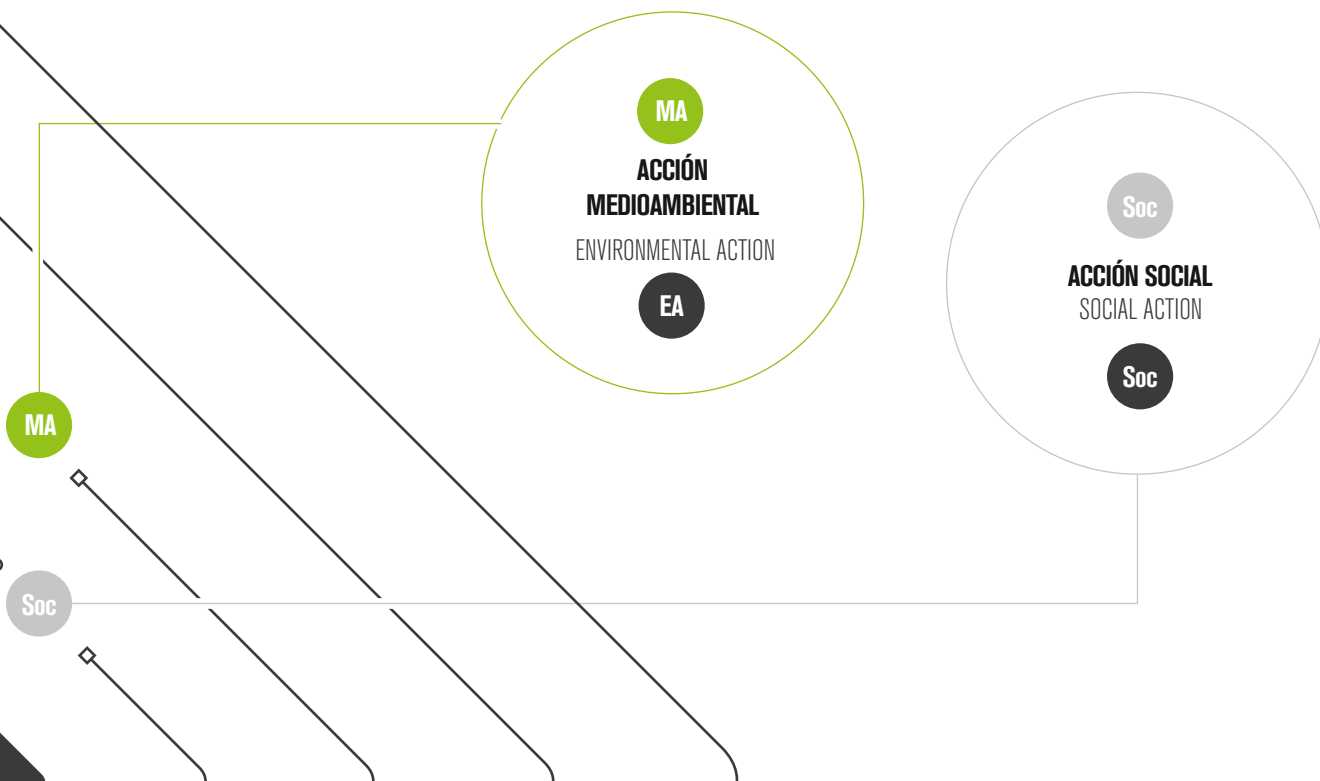 MA
ACCIÓN
MEDIOAMBIENTAL
ENVIRONMENTAL ACTION
EA
Soc
ACCIÓN SOCIAL
SOCIAL ACTION
Soc
MA
Soc